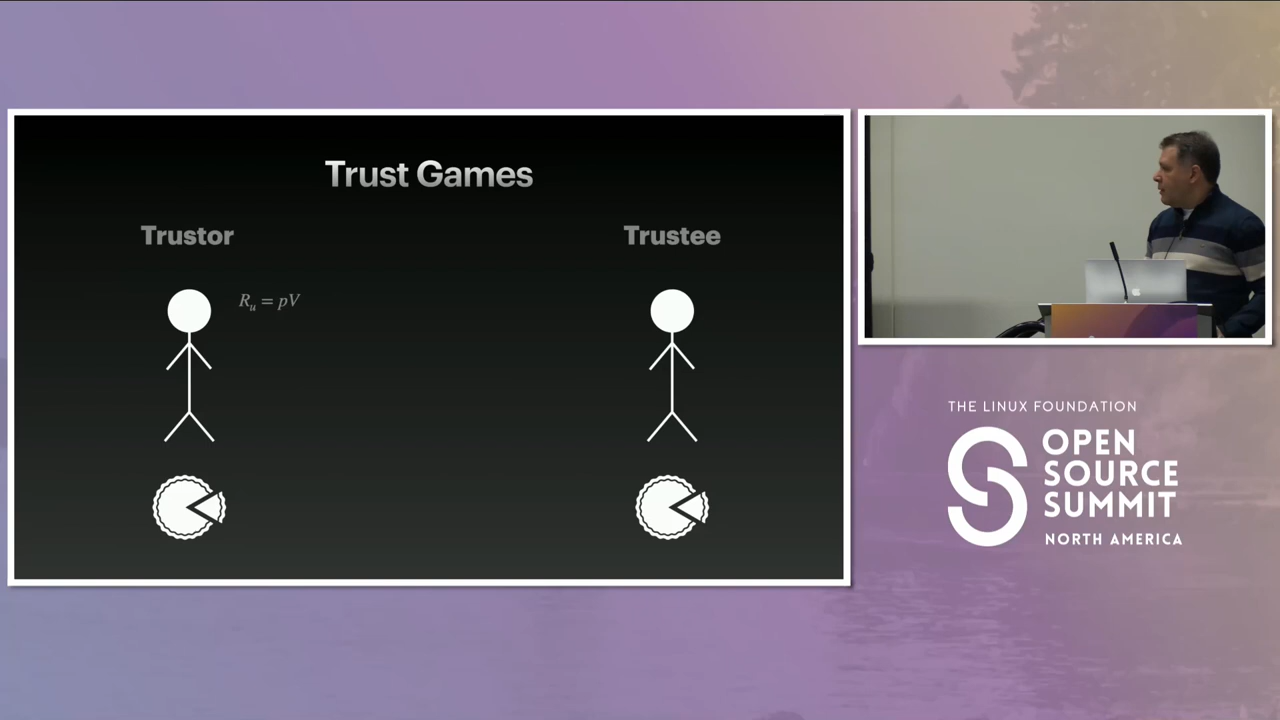 Trust Games
Trustor
Trustee
R_u = pV
THE LINUX FOUNDATION
OPEN
SOURCE
SUMMIT
NORTH AMERICA